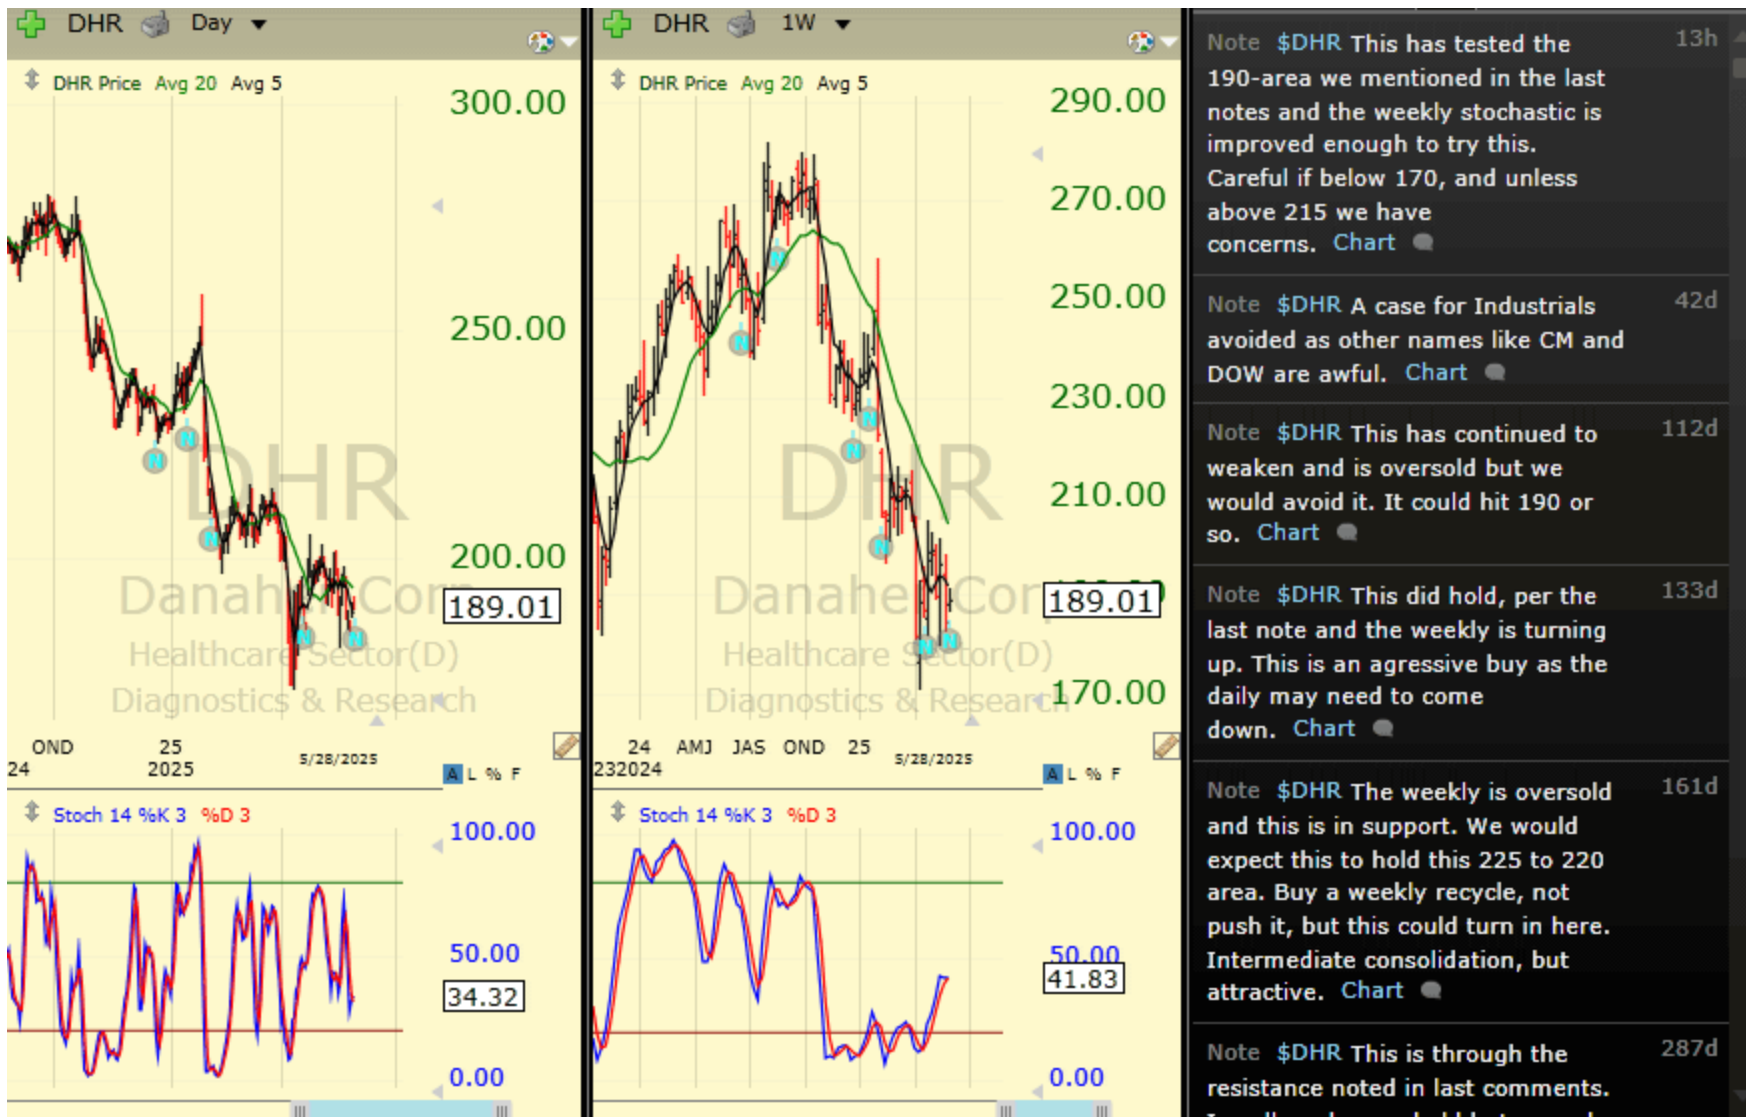 DHR Day
DHR Price Avg 20 Avg 5
300.00
250.00
200.00
189.01
DHR
Danaher Corp
Healthcare Sector(D)
Diagnostics & Research
N
N
N
N
N
OND 25
24 2025 5/28/2025
A L % F
Stoch 14 %K 3 %D 3
100.00
50.00
34.32
0.00
DHR 1W
DHR Price Avg 20 Avg 5
290.00
270.00
250.00
230.00
210.00
189.01
170.00
DHR
Danaher Corp
Healthcare Sector(D)
Diagnostics & Research
N
N
N
N
N
N
N
24 AMJ JAS OND 25
232024 5/28/2025
A L % F
Stoch 14 %K 3 %D 3
100.00
50.00
41.83
0.00
Note $DHR This has tested the 13h
190-area we mentioned in the last
notes and the weekly stochastic is
improved enough to try this.
Careful if below 170, and unless
above 215 we have
concerns. Chart
Note $DHR A case for Industrials 42d
avoided as other names like CM and
DOW are awful. Chart
Note $DHR This has continued to 112d
weaken and is oversold but we
would avoid it. It could hit 190 or
so. Chart
Note $DHR This did hold, per the 133d
last note and the weekly is turning
up. This is an agressive buy as the
daily may need to come
down. Chart
Note $DHR The weekly is oversold 161d
and this is in support. We would
expect this to hold this 225 to 220
area. Buy a weekly recycle, not
push it, but this could turn in here.
Intermediate consolidation, but
attractive. Chart
Note $DHR This is through the 287d
resistance noted in last comments.